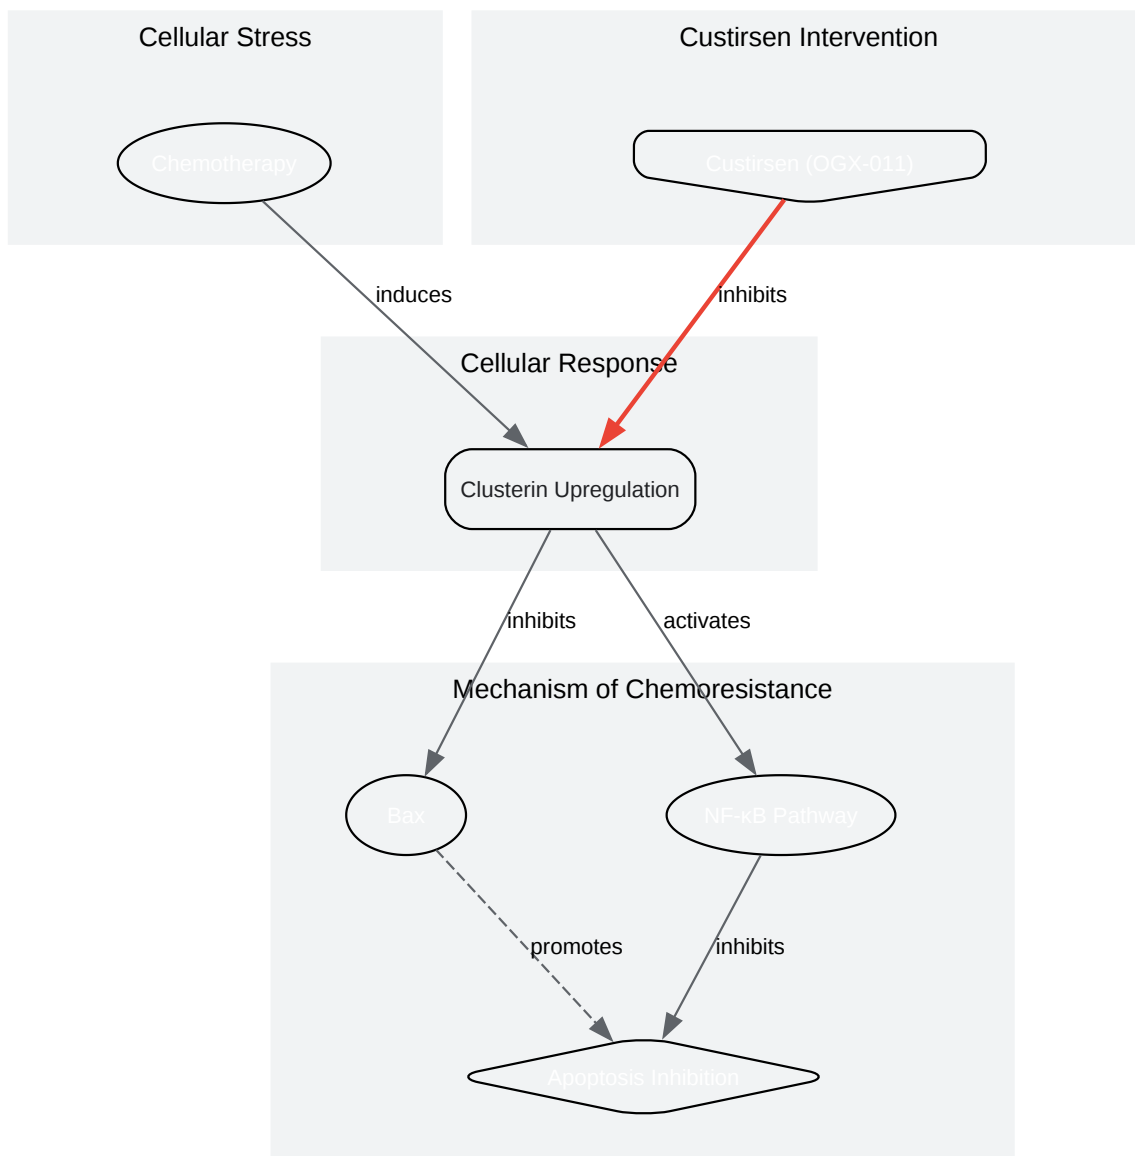 Cellular Stress
Custirsen Intervention
Chemotherapy
Custirsen (OGX-011)
induces
inhibits
Cellular Response
Clusterin Upregulation
inhibits
activates
Mechanism of Chemoresistance
Bax
NF-κB Pathway
promotes
inhibits
Apoptosis Inhibition